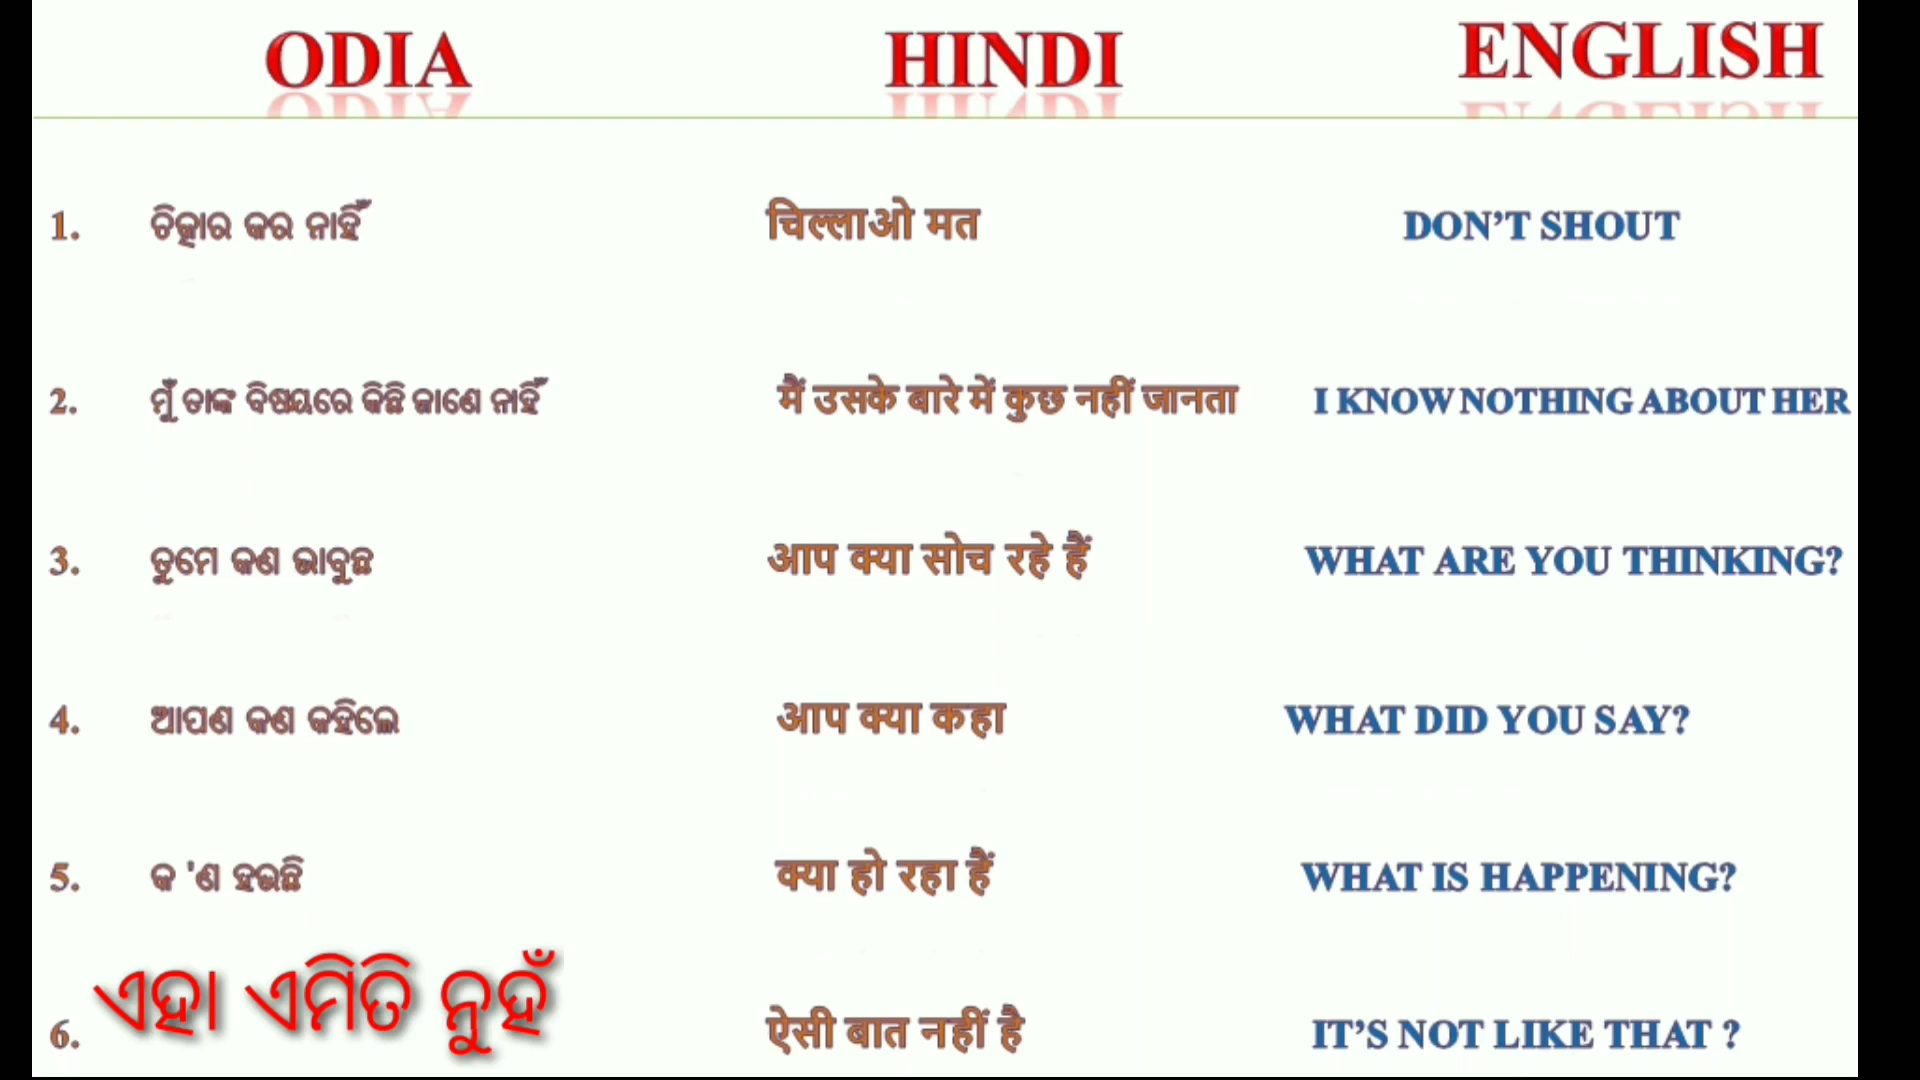 ODIA HINDI ENGLISH
1. ଚିତ୍କାର କର ନାହିଁ चिल्लाओ मत DON’T SHOUT
2. ମୁଁ ତାଙ୍କ ବିଷୟରେ କିଛି ଜାଣେ ନାହିଁ मैं उसके बारे में कुछ नहीं जानता I KNOW NOTHING ABOUT HER
3. ତୁମେ କଣ ଭାବୁଛ आप क्या सोच रहे हैं WHAT ARE YOU THINKING?
4. ଆପଣ କଣ କହିଲେ आप क्या कहा WHAT DID YOU SAY?
5. କ 'ଣ ହଉଛି क्या हो रहा हैं WHAT IS HAPPENING?
6. ଏହା ଏମିତି ନୁହଁ ऐसी बात नहीं है IT’S NOT LIKE THAT ?